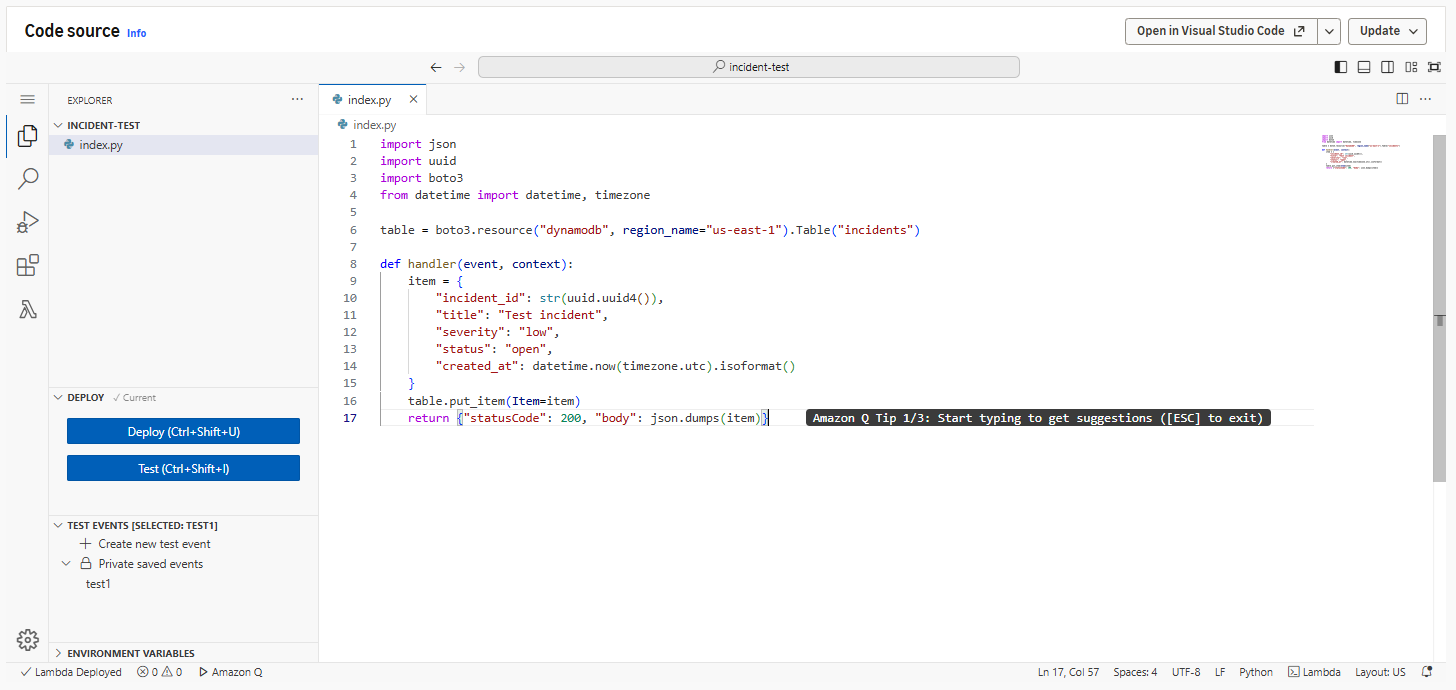 Code source Info
Open in Visual Studio Code
Update
incident-test
EXPLORER
INCIDENT-TEST
index.py
DEPLOY ✓ Current
Deploy (Ctrl+Shift+U)
Test (Ctrl+Shift+I)
TEST EVENTS [SELECTED: TEST1]
Create new test event
Private saved events
test1
ENVIRONMENT VARIABLES
index.py
index.py
1 import json
2 import uuid
3 import boto3
4 from datetime import datetime, timezone
5
6 table = boto3.resource("dynamodb", region_name="us-east-1").Table("incidents")
7
8 def handler(event, context):
9     item = {
10         "incident_id": str(uuid.uuid4()),
11         "title": "Test incident",
12         "severity": "low",
13         "status": "open",
14         "created_at": datetime.now(timezone.utc).isoformat()
15     }
16     table.put_item(Item=item)
17     return {"statusCode": 200, "body": json.dumps(item)} Amazon Q Tip 1/3: Start typing to get suggestions ([ESC] to exit)
Lambda Deployed 0 0 Amazon Q Ln 17, Col 57 Spaces: 4 UTF-8 LF Python Lambda Layout: US